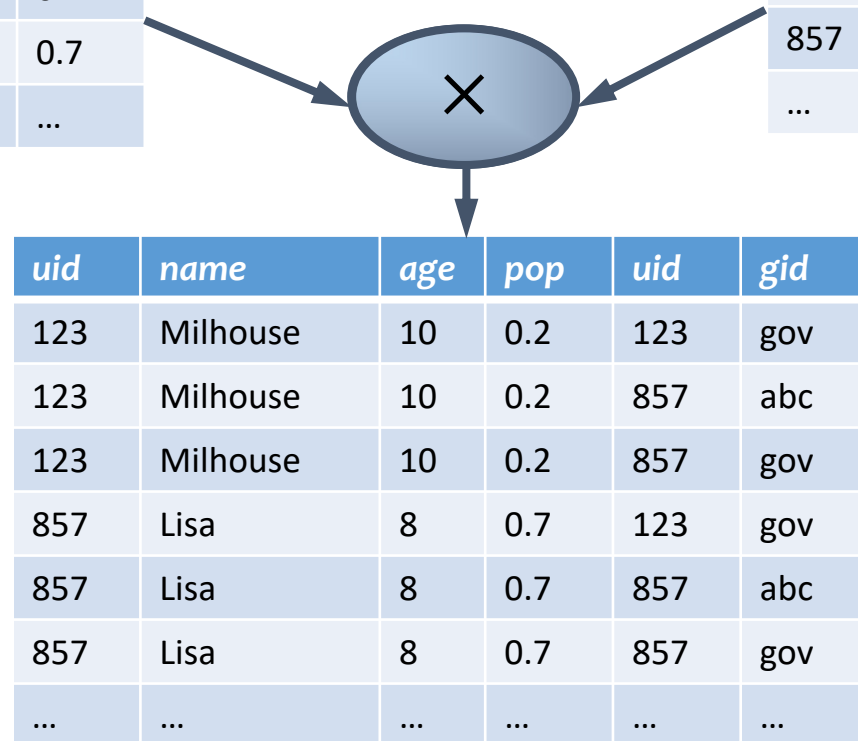 0.7
...
×
857
...
uid name age pop uid gid
123 Milhouse 10 0.2 123 gov
123 Milhouse 10 0.2 857 abc
123 Milhouse 10 0.2 857 gov
857 Lisa 8 0.7 123 gov
857 Lisa 8 0.7 857 abc
857 Lisa 8 0.7 857 gov
... ... ... ... ... ...